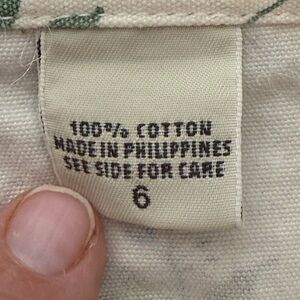 100% COTTON
MADE IN PHILIPPINES
SEE SIDE FOR CARE
6